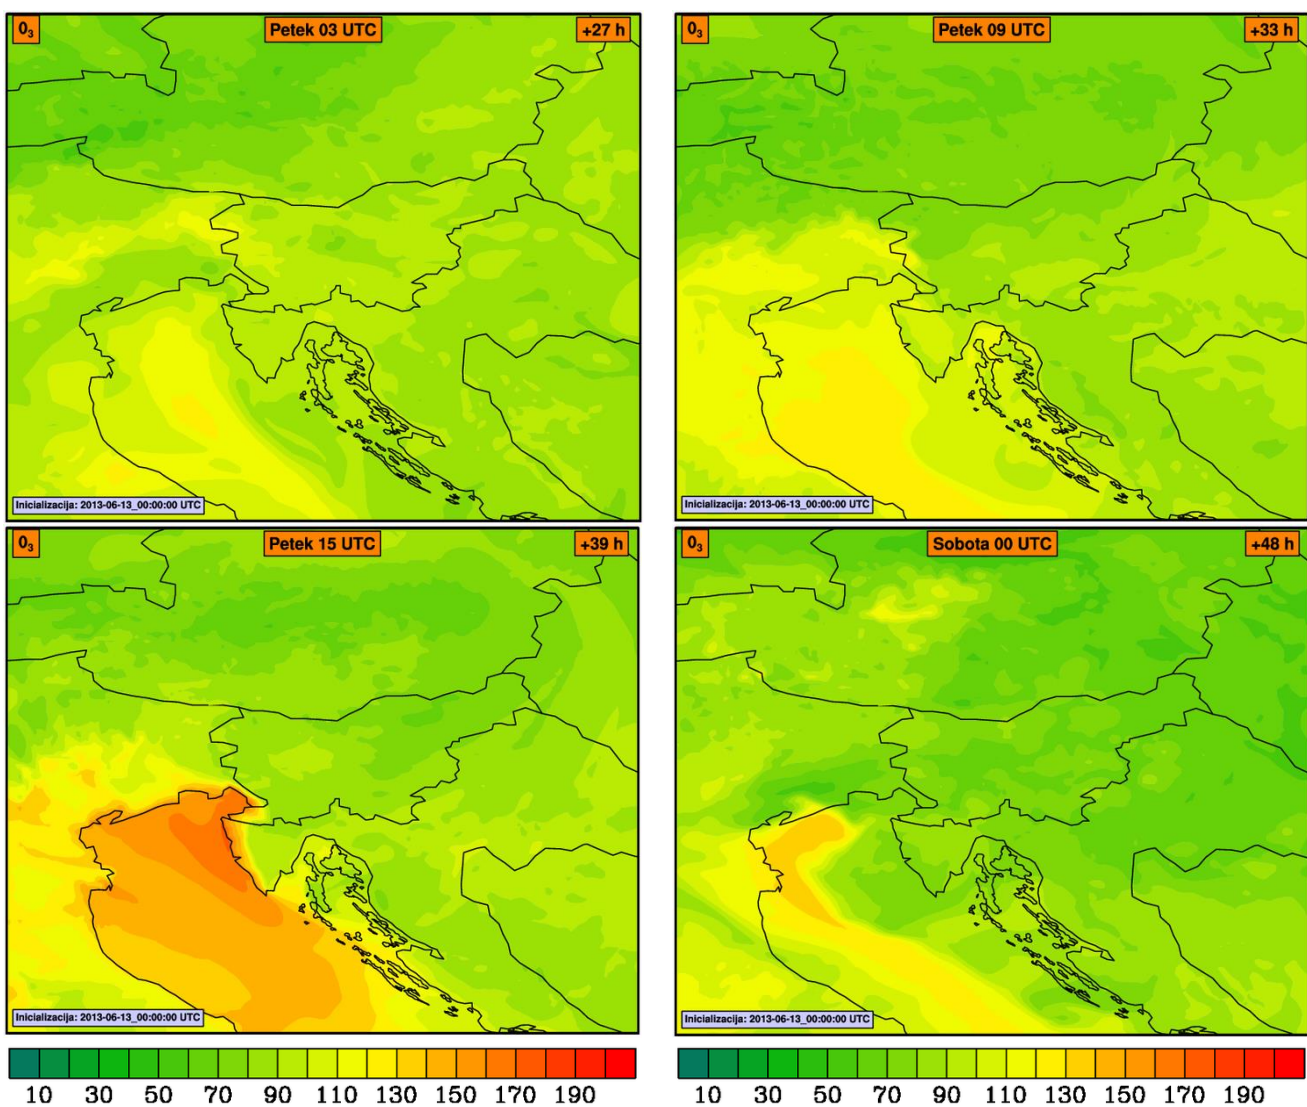 O₃ Petek 03 UTC +27 h
Inicializacija: 2013-06-13_00:00:00 UTC
O₃ Petek 09 UTC +33 h
Inicializacija: 2013-06-13_00:00:00 UTC
O₃ Petek 15 UTC +39 h
Inicializacija: 2013-06-13_00:00:00 UTC
O₃ Sobota 00 UTC +48 h
Inicializacija: 2013-06-13_00:00:00 UTC
10 30 50 70 90 110 130 150 170 190
10 30 50 70 90 110 130 150 170 190